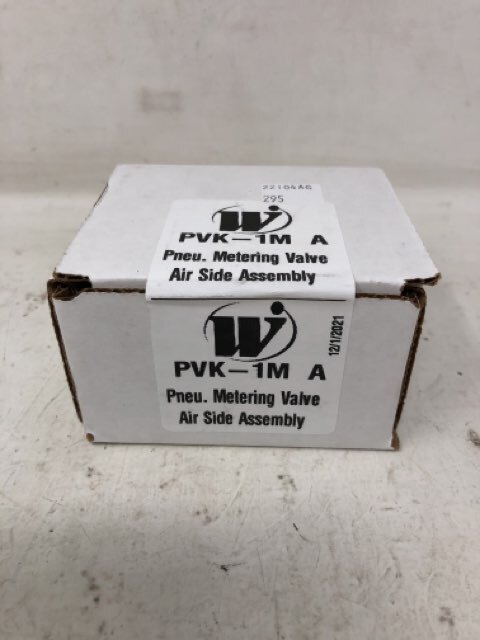 22164AG
295
W
PVK-1M A
Pneu. Metering Valve
Air Side Assembly
W
PVK-1M A
Pneu. Metering Valve
Air Side Assembly
12/1/2021